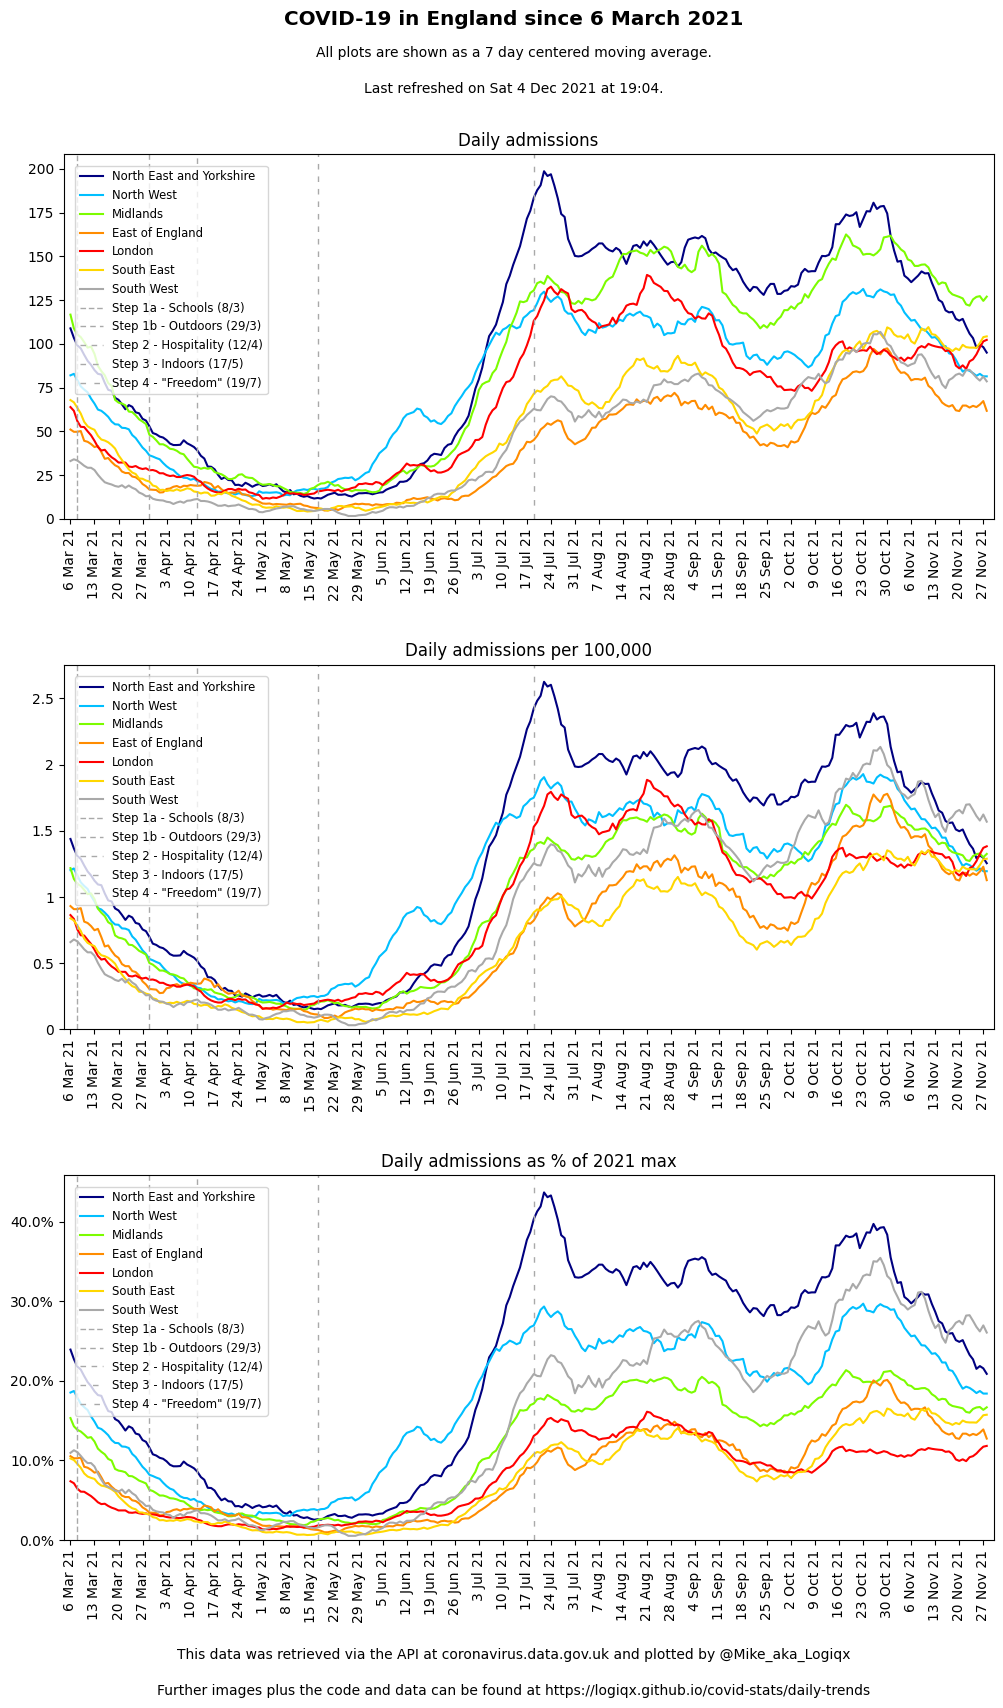 COVID-19 in England since 6 March 2021
All plots are shown as a 7 day centered moving average.
Last refreshed on Sat 4 Dec 2021 at 19:04.
Daily admissions
200
175
150
125
100
75
50
25
0
North East and Yorkshire
North West
Midlands
East of England
London
South East
South West
Step 1a - Schools (8/3)
Step 1b - Outdoors (29/3)
Step 2 - Hospitality (12/4)
Step 3 - Indoors (17/5)
Step 4 - "Freedom" (19/7)
6 Mar 21
13 Mar 21
20 Mar 21
27 Mar 21
3 Apr 21
10 Apr 21
17 Apr 21
24 Apr 21
1 May 21
8 May 21
15 May 21
22 May 21
29 May 21
5 Jun 21
12 Jun 21
19 Jun 21
26 Jun 21
3 Jul 21
10 Jul 21
17 Jul 21
24 Jul 21
31 Jul 21
7 Aug 21
14 Aug 21
21 Aug 21
28 Aug 21
4 Sep 21
11 Sep 21
18 Sep 21
25 Sep 21
2 Oct 21
9 Oct 21
16 Oct 21
23 Oct 21
30 Oct 21
6 Nov 21
13 Nov 21
20 Nov 21
27 Nov 21
Daily admissions per 100,000
2.5
2
1.5
1
0.5
0
North East and Yorkshire
North West
Midlands
East of England
London
South East
South West
Step 1a - Schools (8/3)
Step 1b - Outdoors (29/3)
Step 2 - Hospitality (12/4)
Step 3 - Indoors (17/5)
Step 4 - "Freedom" (19/7)
6 Mar 21
13 Mar 21
20 Mar 21
27 Mar 21
3 Apr 21
10 Apr 21
17 Apr 21
24 Apr 21
1 May 21
8 May 21
15 May 21
22 May 21
29 May 21
5 Jun 21
12 Jun 21
19 Jun 21
26 Jun 21
3 Jul 21
10 Jul 21
17 Jul 21
24 Jul 21
31 Jul 21
7 Aug 21
14 Aug 21
21 Aug 21
28 Aug 21
4 Sep 21
11 Sep 21
18 Sep 21
25 Sep 21
2 Oct 21
9 Oct 21
16 Oct 21
23 Oct 21
30 Oct 21
6 Nov 21
13 Nov 21
20 Nov 21
27 Nov 21
Daily admissions as % of 2021 max
40.0%
30.0%
20.0%
10.0%
0.0%
North East and Yorkshire
North West
Midlands
East of England
London
South East
South West
Step 1a - Schools (8/3)
Step 1b - Outdoors (29/3)
Step 2 - Hospitality (12/4)
Step 3 - Indoors (17/5)
Step 4 - "Freedom" (19/7)
6 Mar 21
13 Mar 21
20 Mar 21
27 Mar 21
3 Apr 21
10 Apr 21
17 Apr 21
24 Apr 21
1 May 21
8 May 21
15 May 21
22 May 21
29 May 21
5 Jun 21
12 Jun 21
19 Jun 21
26 Jun 21
3 Jul 21
10 Jul 21
17 Jul 21
24 Jul 21
31 Jul 21
7 Aug 21
14 Aug 21
21 Aug 21
28 Aug 21
4 Sep 21
11 Sep 21
18 Sep 21
25 Sep 21
2 Oct 21
9 Oct 21
16 Oct 21
23 Oct 21
30 Oct 21
6 Nov 21
13 Nov 21
20 Nov 21
27 Nov 21
This data was retrieved via the API at coronavirus.data.gov.uk and plotted by @Mike_aka_Logiqx
Further images plus the code and data can be found at https://logiqx.github.io/covid-stats/daily-trends